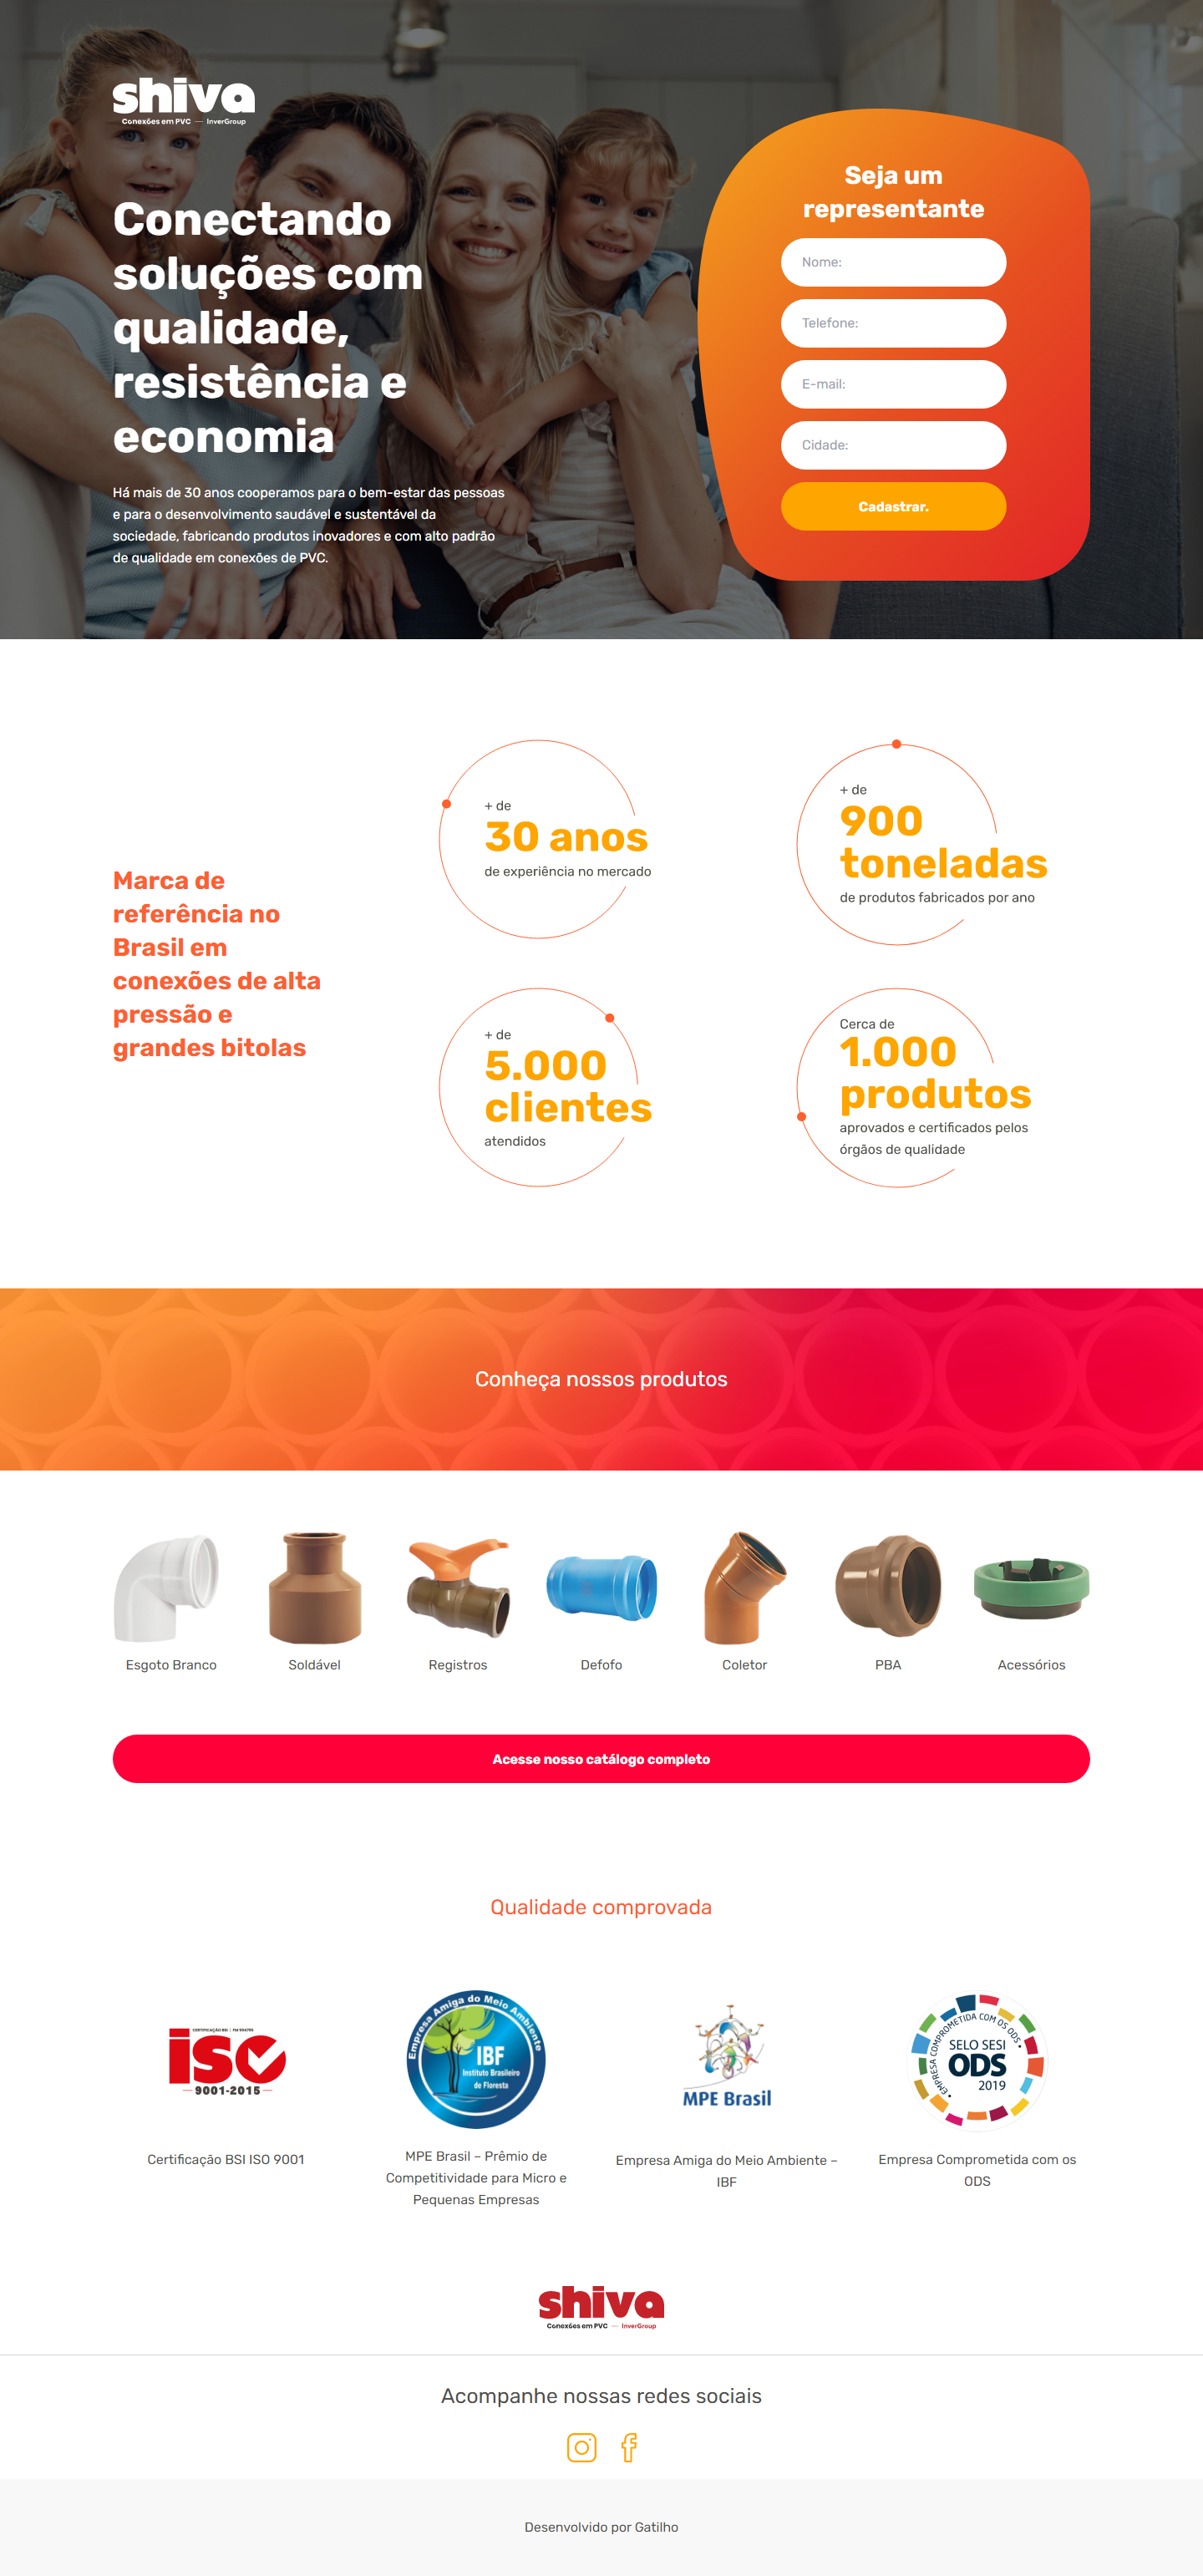 shiva
Conexões em PVC — InverGroup
Conectando
soluções com
qualidade,
resistência e
economia
Há mais de 30 anos cooperamos para o bem-estar das pessoas
e para o desenvolvimento saudável e sustentável da
sociedade, fabricando produtos inovadores e com alto padrão
de qualidade em conexões de PVC.
Seja um
representante
Nome:
Telefone:
E-mail:
Cidade:
Cadastrar.
Marca de
referência no
Brasil em
conexões de alta
pressão e
grandes bitolas
+ de
30 anos
de experiência no mercado
+ de
900
toneladas
de produtos fabricados por ano
+ de
5.000
clientes
atendidos
Cerca de
1.000
produtos
aprovados e certificados pelos
órgãos de qualidade
Conheça nossos produtos
Esgoto Branco
Soldável
Registros
Defofo
Coletor
PBA
Acessórios
Acesse nosso catálogo completo
Qualidade comprovada
iso
9001-2015
Certificação BSI ISO 9001
Empresa Amiga do Meio Ambiente
IBF
Instituto Brasileiro
de Floresta
MPE Brasil – Prêmio de
Competitividade para Micro e
Pequenas Empresas
MPE Brasil
Empresa Amiga do Meio Ambiente –
IBF
EMPRESA COMPROMETIDA COM OS ODS
SELO SESI
ODS
2019
Empresa Comprometida com os
ODS
shiva
Conexões em PVC — InverGroup
Acompanhe nossas redes sociais
Desenvolvido por Gatilho